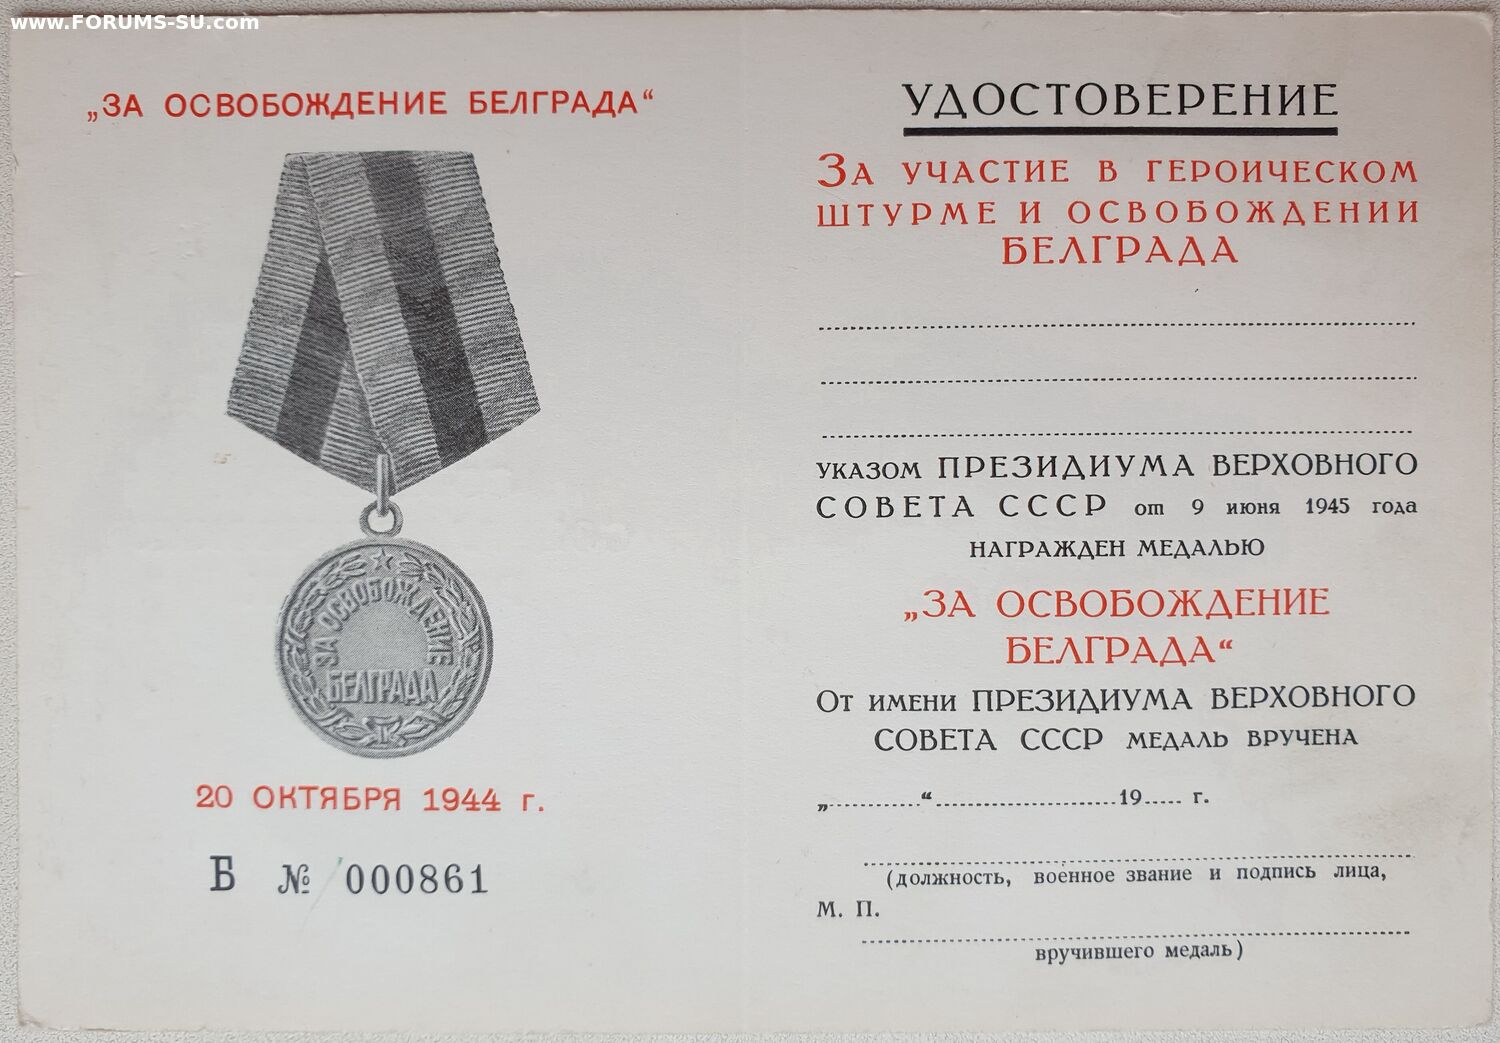 www.FORUMS-SU.com
„ЗА ОСВОБОЖДЕНИЕ БЕЛГРАДА“
ЗА ОСВОБОЖДЕНИЕ
БЕЛГРАДА
20 ОКТЯБРЯ 1944 г.
Б № 000861
УДОСТОВЕРЕНИЕ
ЗА УЧАСТИЕ В ГЕРОИЧЕСКОМ
ШТУРМЕ И ОСВОБОЖДЕНИИ
БЕЛГРАДА
УКАЗОМ ПРЕЗИДИУМА ВЕРХОВНОГО
СОВЕТА СССР от 9 июня 1945 года
НАГРАЖДЕН МЕДАЛЬЮ
„ЗА ОСВОБОЖДЕНИЕ
БЕЛГРАДА“
ОТ ИМЕНИ ПРЕЗИДИУМА ВЕРХОВНОГО
СОВЕТА СССР МЕДАЛЬ ВРУЧЕНА
„..........“....................19..... г.
(должность, военное звание и подпись лица,
М. П.
вручившего медаль)